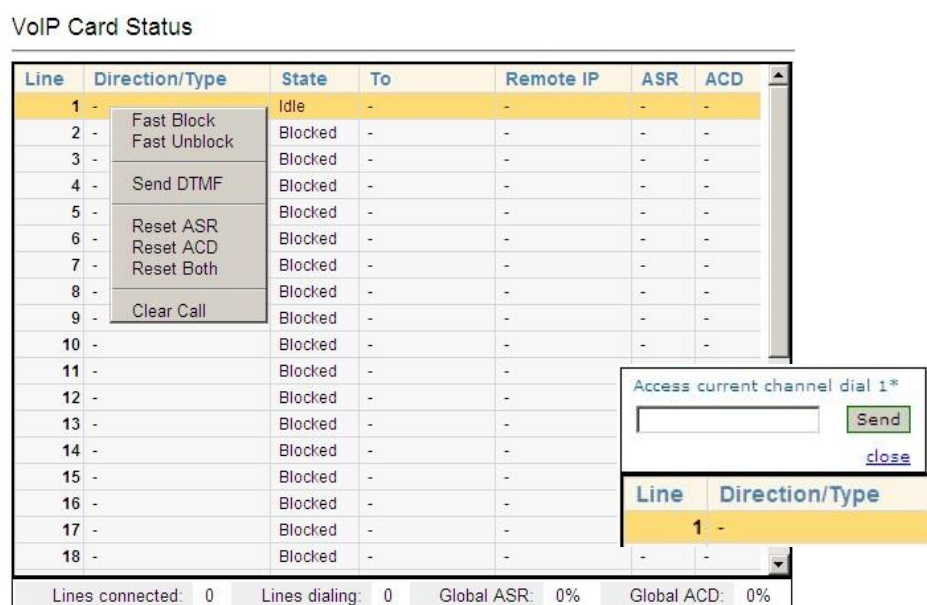 VoIP Card Status
Line Direction/Type State To Remote IP ASR ACD
1 - Idle - - - -
2 - Blocked - - - -
3 - Blocked - - - -
4 - Blocked - - - -
5 - Blocked - - - -
6 - Blocked - - - -
7 - Blocked - - - -
8 - Blocked - - - -
9 - Blocked - - - -
10 - Blocked - - - -
11 - Blocked - -
12 - Blocked - -
13 - Blocked - -
14 - Blocked - -
15 - Blocked - -
16 - Blocked - -
17 - Blocked - -
18 - Blocked - - - -
Fast Block
Fast Unblock
Send DTMF
Reset ASR
Reset ACD
Reset Both
Clear Call
Access current channel dial 1*
Send
close
Line Direction/Type
1 -
Lines connected: 0 Lines dialing: 0 Global ASR: 0% Global ACD: 0%